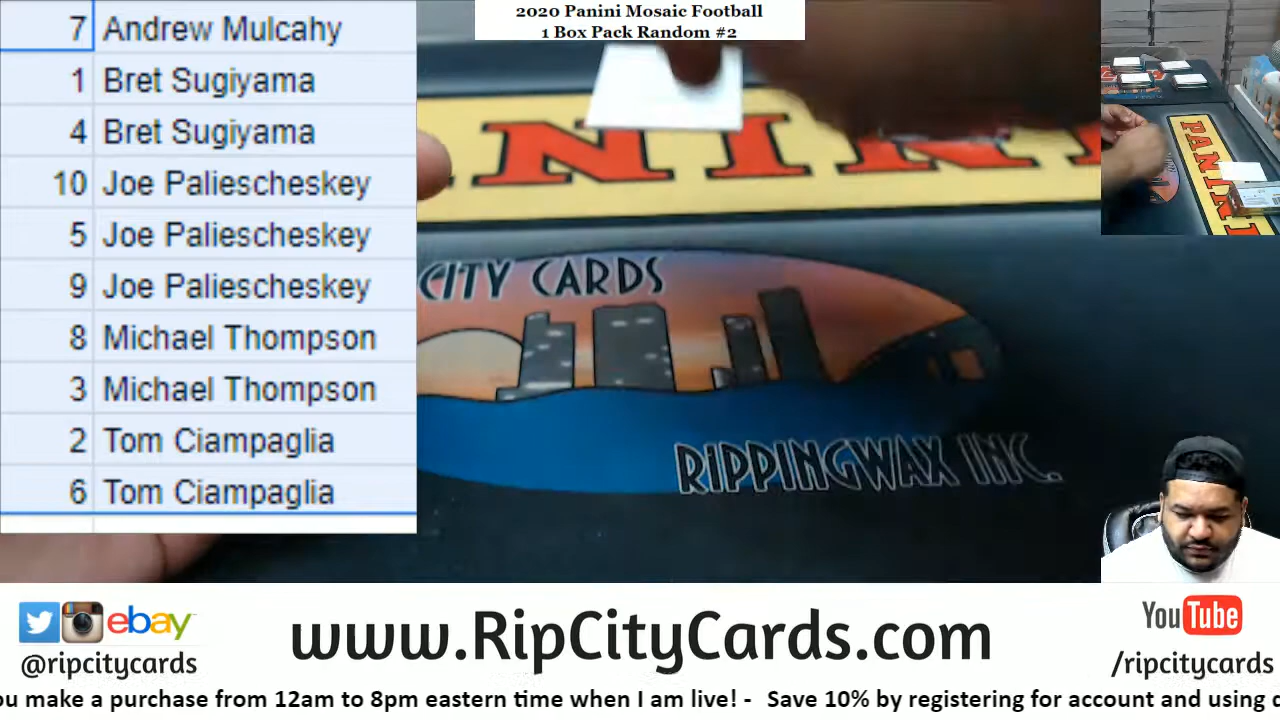 7 Andrew Mulcahy
1 Bret Sugiyama
4 Bret Sugiyama
10 Joe Paliescheskey
5 Joe Paliescheskey
9 Joe Paliescheskey
8 Michael Thompson
3 Michael Thompson
2 Tom Ciampaglia
6 Tom Ciampaglia
2020 Panini Mosaic Football
1 Box Pack Random #2
CITY CARDS
RIPPINGWAX INC.
PANINI
ebay
@ripcitycards
www.RipCityCards.com
YouTube
/ripcitycards
ou make a purchase from 12am to 8pm eastern time when I am live! - Save 10% by registering for account and using